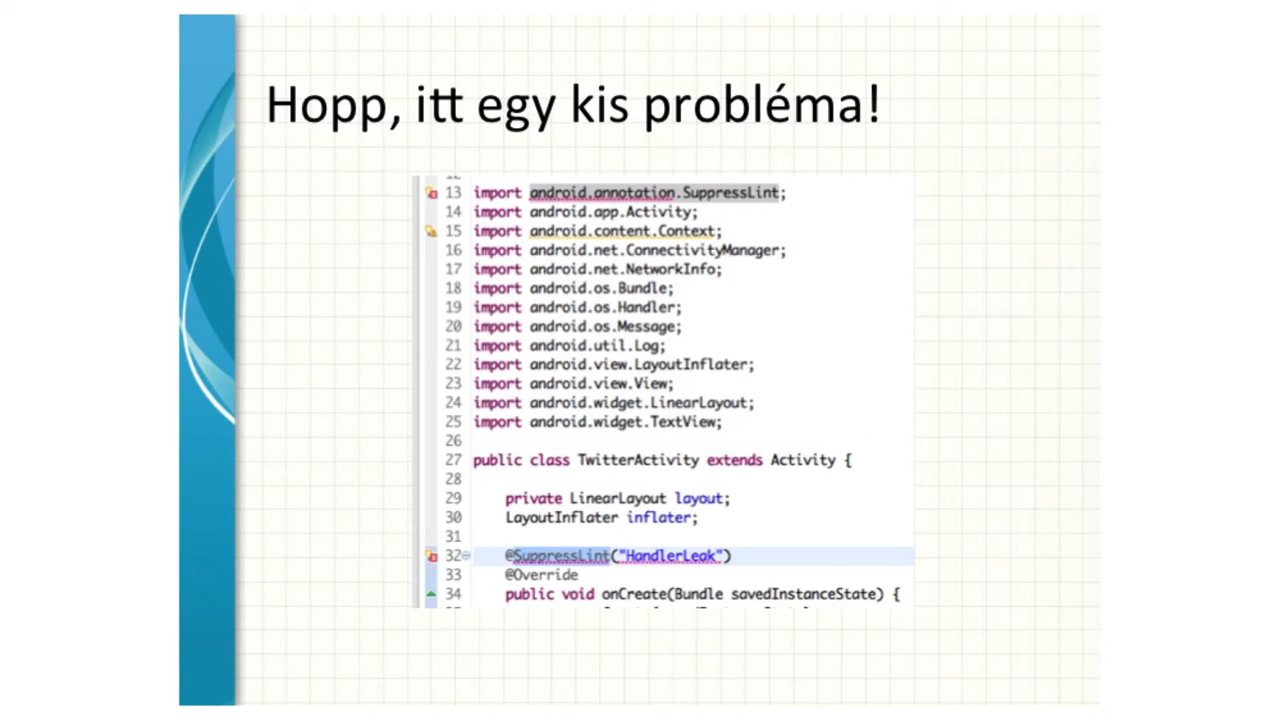 Hopp, itt egy kis probléma!
13 import android.annotation.SuppressLint;
14 import android.app.Activity;
15 import android.content.Context;
16 import android.net.ConnectivityManager;
17 import android.net.NetworkInfo;
18 import android.os.Bundle;
19 import android.os.Handler;
20 import android.os.Message;
21 import android.util.Log;
22 import android.view.LayoutInflater;
23 import android.view.View;
24 import android.widget.LinearLayout;
25 import android.widget.TextView;
26
27 public class TwitterActivity extends Activity {
28
29 private LinearLayout layout;
30 LayoutInflater inflater;
31
32 @SuppressLint("HandlerLeak")
33 @Override
34 public void onCreate(Bundle savedInstanceState) {